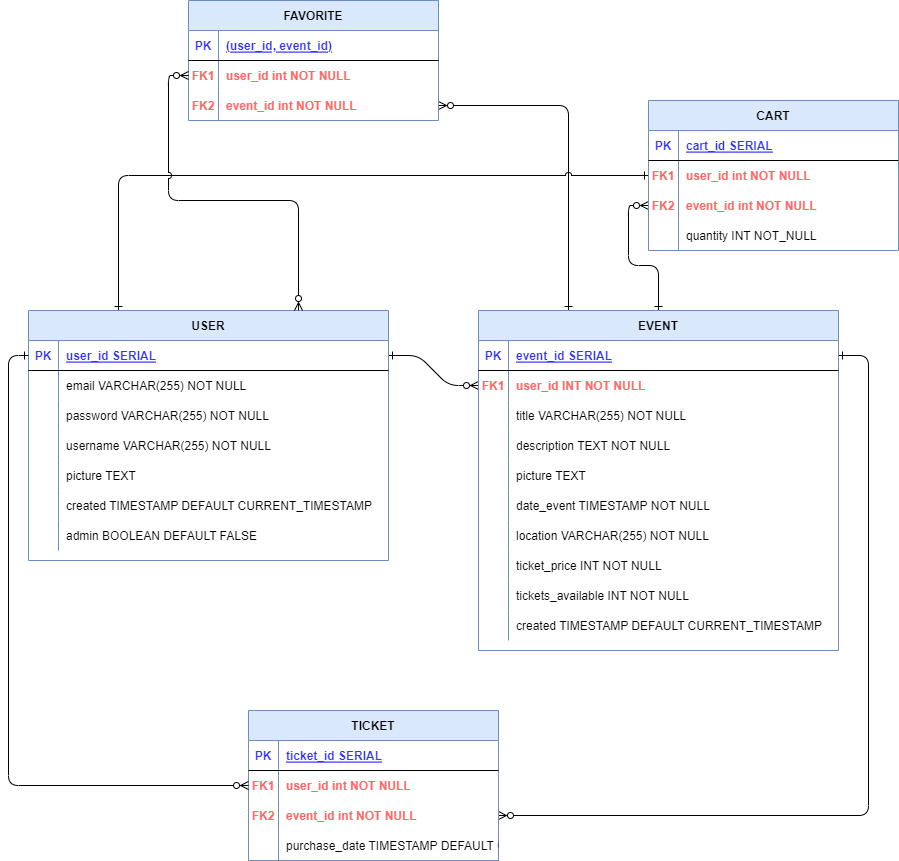 FAVORITE
PK (user_id, event_id)
FK1 user_id int NOT NULL
FK2 event_id int NOT NULL
CART
PK cart_id SERIAL
FK1 user_id int NOT NULL
FK2 event_id int NOT NULL
quantity INT NOT_NULL
USER
PK user_id SERIAL
email VARCHAR(255) NOT NULL
password VARCHAR(255) NOT NULL
username VARCHAR(255) NOT NULL
picture TEXT
created TIMESTAMP DEFAULT CURRENT_TIMESTAMP
admin BOOLEAN DEFAULT FALSE
EVENT
PK event_id SERIAL
FK1 user_id INT NOT NULL
title VARCHAR(255) NOT NULL
description TEXT NOT NULL
picture TEXT
date_event TIMESTAMP NOT NULL
location VARCHAR(255) NOT NULL
ticket_price INT NOT NULL
tickets_available INT NOT NULL
created TIMESTAMP DEFAULT CURRENT_TIMESTAMP
TICKET
PK ticket_id SERIAL
FK1 user_id int NOT NULL
FK2 event_id int NOT NULL
purchase_date TIMESTAMP DEFAULT